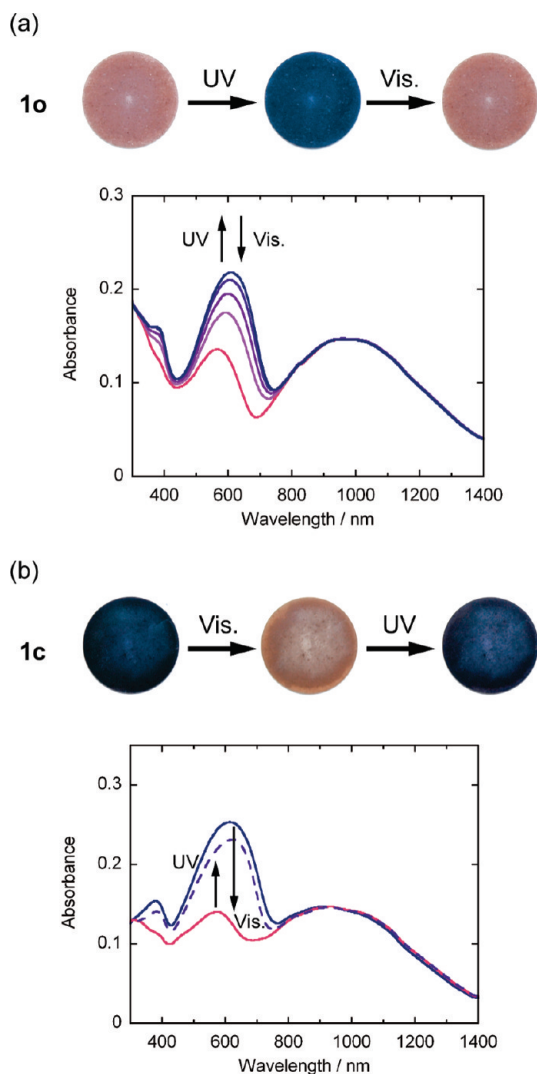 (a)
1o
UV
Vis.
0.3
0.2
0.1
0
Absorbance
UV
Vis.
400
600
800
1000
1200
1400
Wavelength / nm
(b)
1c
Vis.
UV
0.3
0.2
0.1
0
Absorbance
UV
Vis.
400
600
800
1000
1200
1400
Wavelength / nm